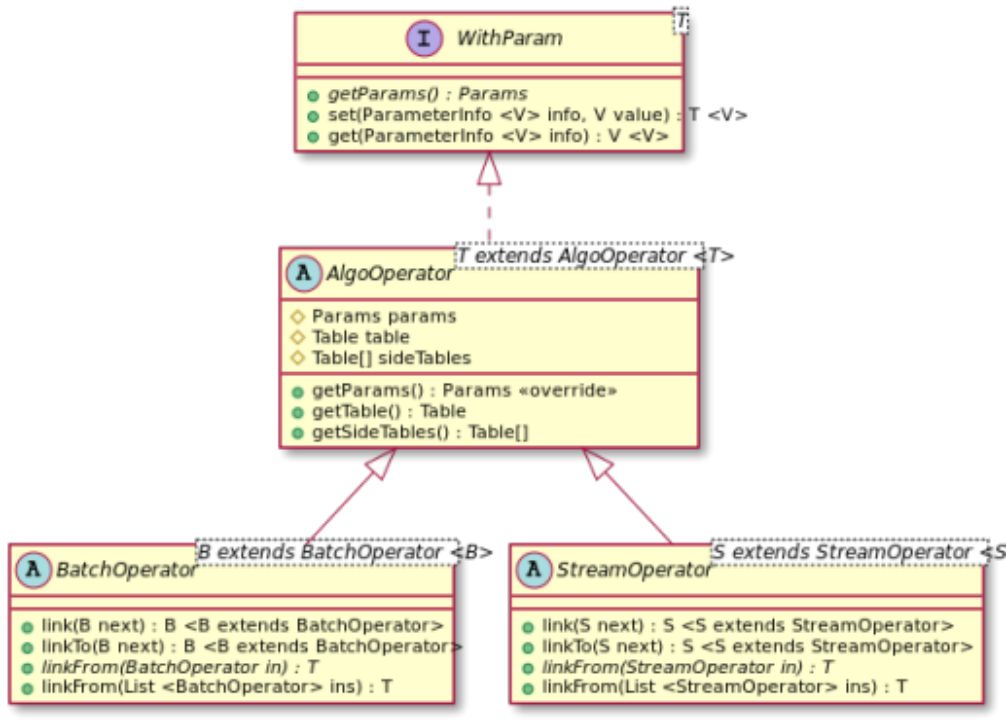 T
I WithParam
getParams() : Params
set(ParameterInfo <V> info, V value) : T <V>
get(ParameterInfo <V> info) : V <V>
T extends AlgoOperator <T>
A AlgoOperator
Params params
Table table
Table[] sideTables
getParams() : Params «override»
getTable() : Table
getSideTables() : Table[]
B extends BatchOperator <B>
A BatchOperator
link(B next) : B <B extends BatchOperator>
linkTo(B next) : B <B extends BatchOperator>
linkFrom(BatchOperator in) : T
linkFrom(List <BatchOperator> ins) : T
S extends StreamOperator <S
A StreamOperator
link(S next) : S <S extends StreamOperator>
linkTo(S next) : S <S extends StreamOperator>
linkFrom(StreamOperator in) : T
linkFrom(List <StreamOperator> ins) : T